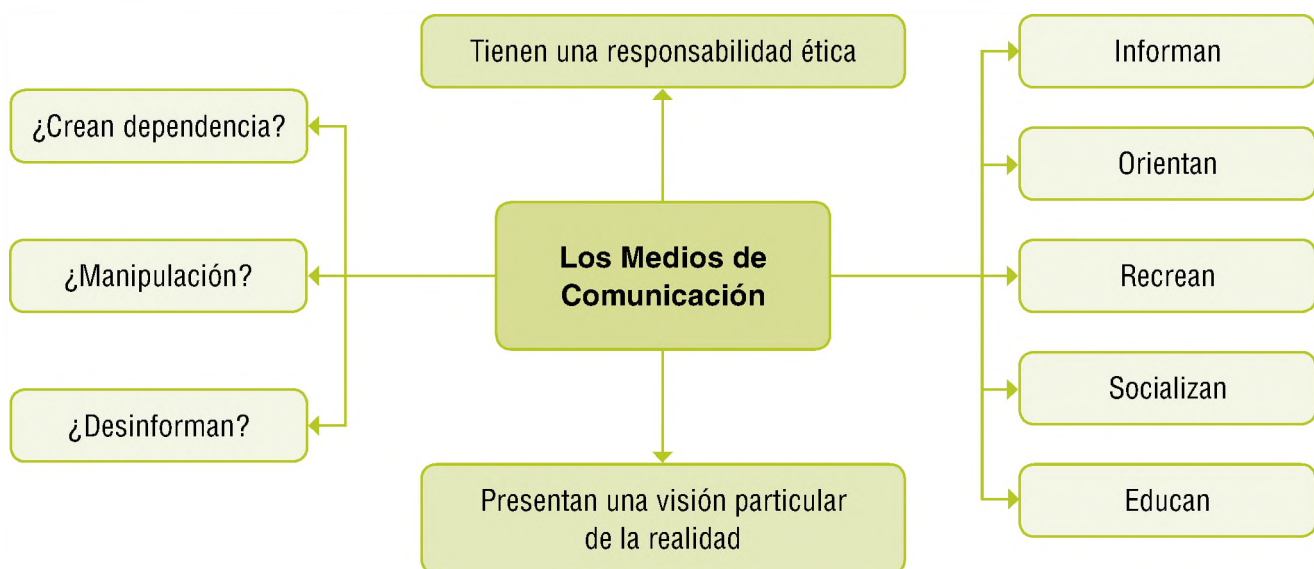 Tienen una responsabilidad ética
¿Crean dependencia?
¿Manipulación?
¿Desinforman?
Los Medios de
Comunicación
Presentan una visión particular
de la realidad
Informan
Orientan
Recrean
Socializan
Educan